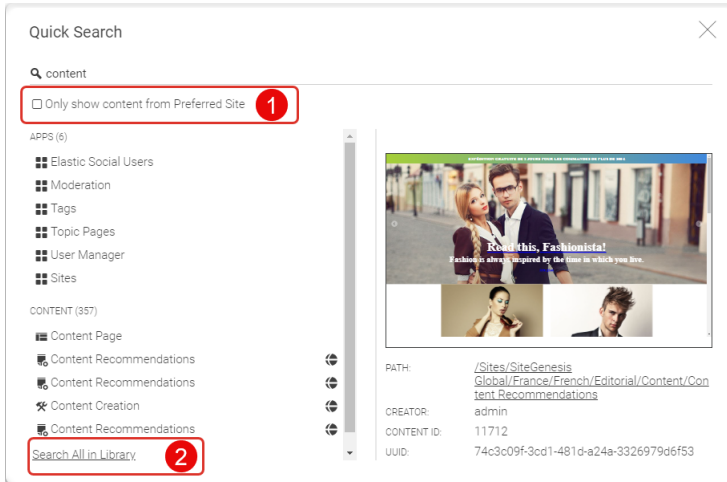 Quick Search
content
Only show content from Preferred Site
1
APPS (6)
Elastic Social Users
Moderation
Tags
Topic Pages
User Manager
Sites
CONTENT (357)
Content Page
Content Recommendations
Content Recommendations
Content Creation
Content Recommendations
Search All in Library
2
Read this, Fashionista!
Fashion is always inspired by the time in which you live.
PATH: /Sites/SiteGenesis
Global/France/French/Editorial/Content/Con
tent Recommendations
CREATOR: admin
CONTENT ID: 11712
UUID: 74c3c09f-3cd1-481d-a24a-3326979d6f53